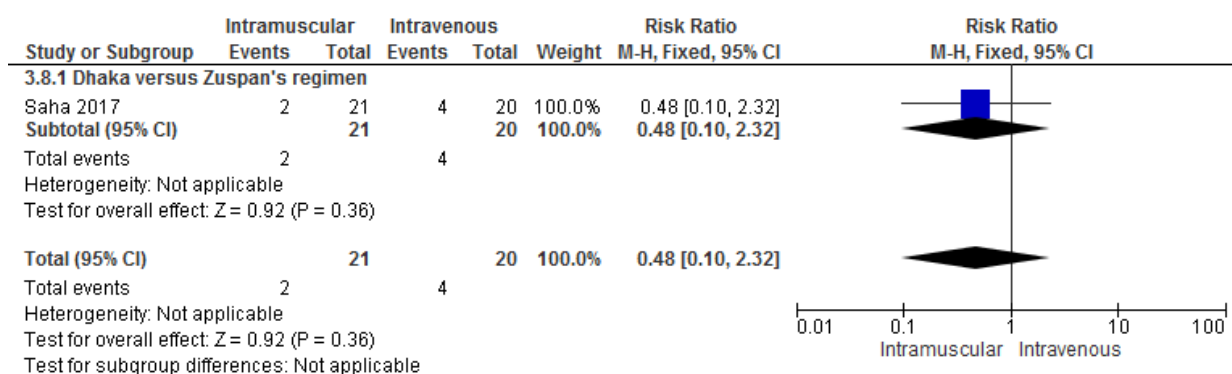 Intramuscular Intravenous Risk Ratio Risk Ratio
Study or Subgroup Events Total Events Total Weight M-H, Fixed, 95% CI M-H, Fixed, 95% CI
3.8.1 Dhaka versus Zuspan's regimen
Saha 2017 2 21 4 20 100.0% 0.48 [0.10, 2.32]
Subtotal (95% CI) 21 20 100.0% 0.48 [0.10, 2.32]
Total events 2 4
Heterogeneity: Not applicable
Test for overall effect: Z = 0.92 (P = 0.36)
Total (95% CI) 21 20 100.0% 0.48 [0.10, 2.32]
Total events 2 4
Heterogeneity: Not applicable
Test for overall effect: Z = 0.92 (P = 0.36)
Test for subgroup differences: Not applicable
0.01 0.1 1 10 100
Intramuscular Intravenous